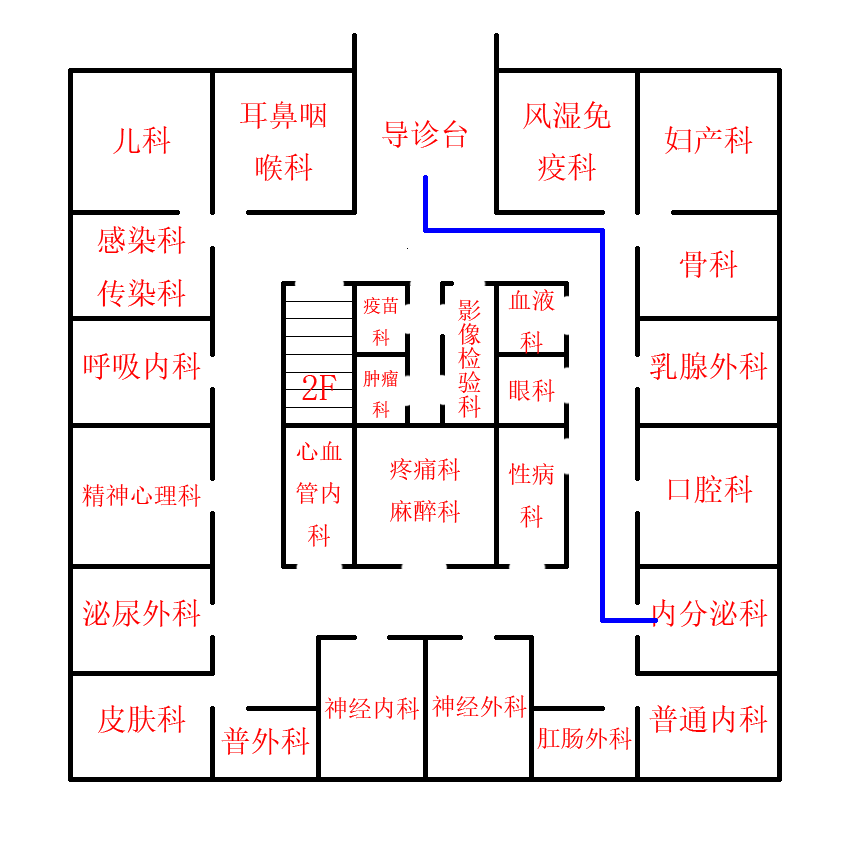 儿科
耳鼻咽
喉科
导诊台
风湿免
疫科
妇产科
感染科
传染科
骨科
疫苗
科
影
像
检
验
科
血液
科
呼吸内科
2F
肿瘤
科
眼科
乳腺外科
心血
管内
科
疼痛科
麻醉科
性病
科
精神心理科
口腔科
泌尿外科
内分泌科
皮肤科
普外科
神经内科
神经外科
肛肠外科
普通内科